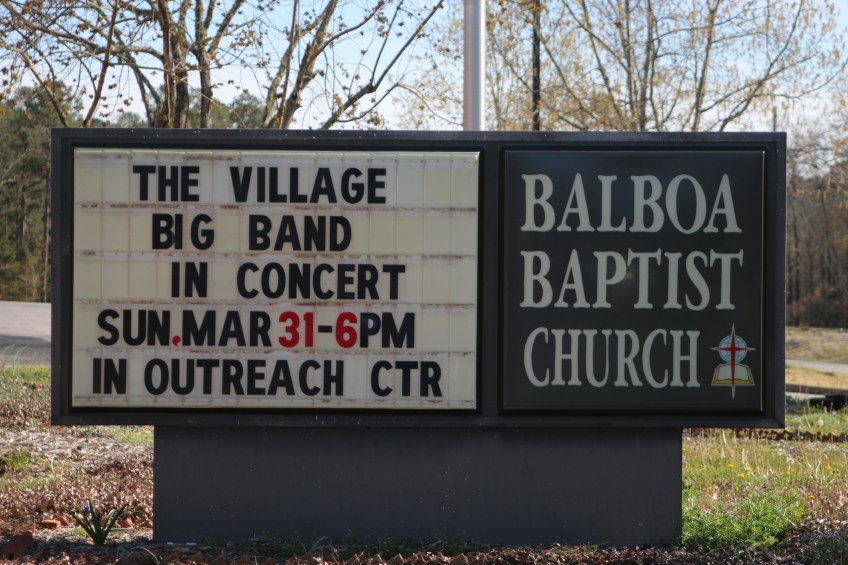 THE VILLAGE
BIG BAND
IN CONCERT
SUN,MAR 31-6PM
IN OUTREACH CTR
BALBOA
BAPTIST
CHURCH